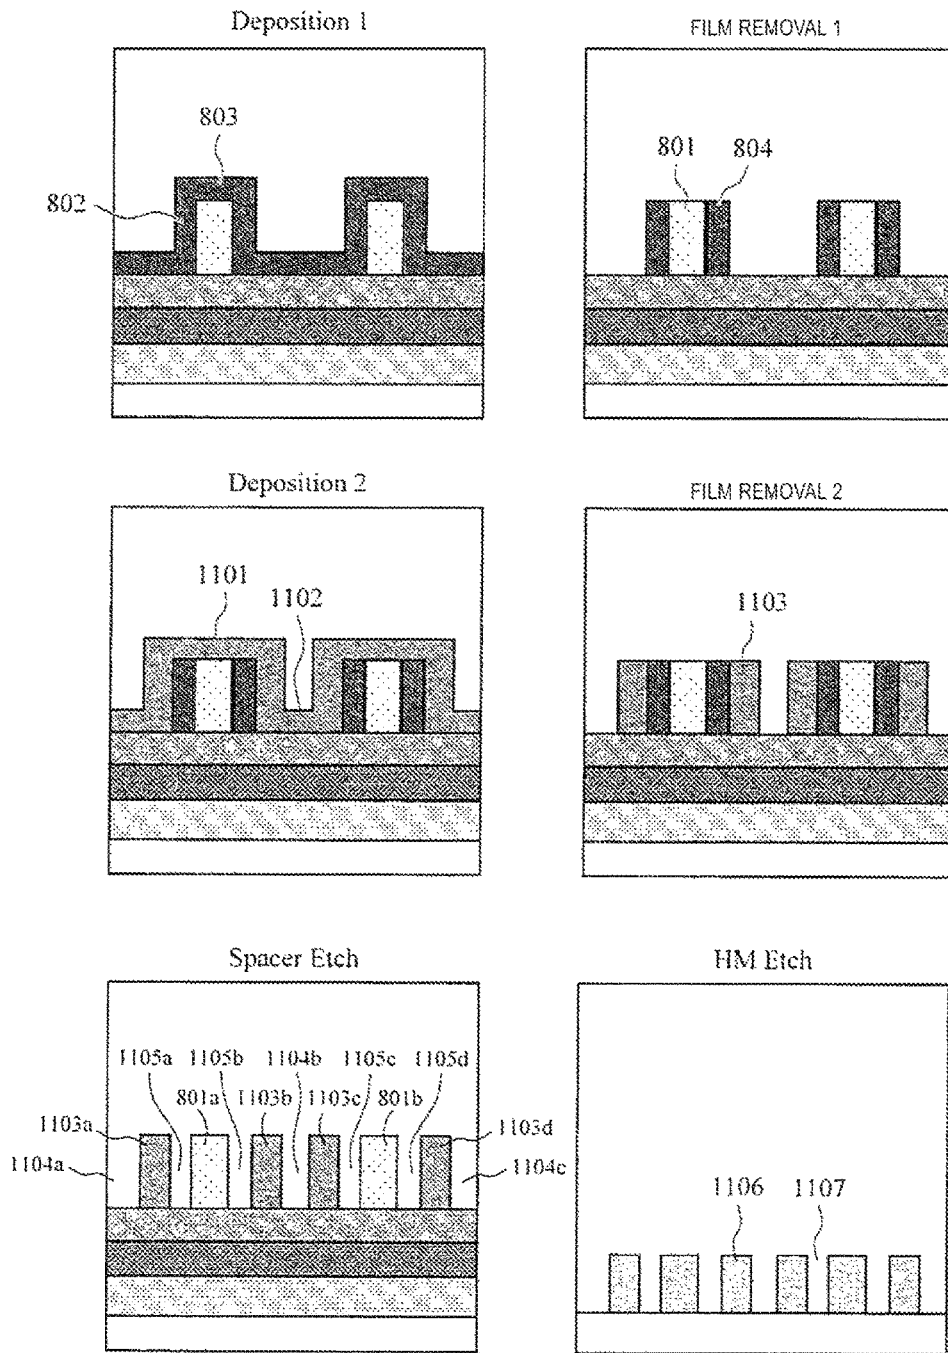 Deposition 1
FILM REMOVAL 1
803
802
801
804
Deposition 2
FILM REMOVAL 2
1101
1102
1103
Spacer Etch
HM Etch
1105a
1105b
1104b
1105c
1105d
801a
1103b
1103c
801b
1103a
1103d
1104a
1104c
1106
1107